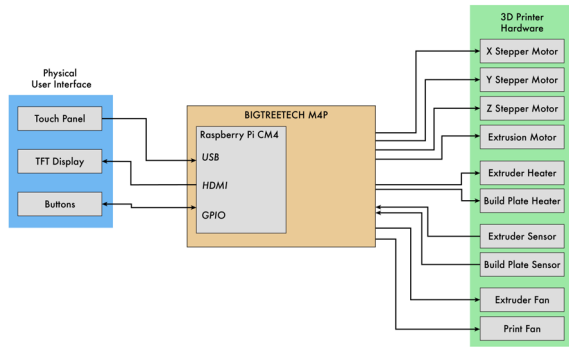 3D Printer
Hardware
X Stepper Motor
Y Stepper Motor
Z Stepper Motor
Extrusion Motor
Extruder Heater
Build Plate Heater
Extruder Sensor
Build Plate Sensor
Extruder Fan
Print Fan
Physical
User Interface
Touch Panel
TFT Display
Buttons
BIGTREETECH M4P
Raspberry Pi CM4
USB
HDMI
GPIO